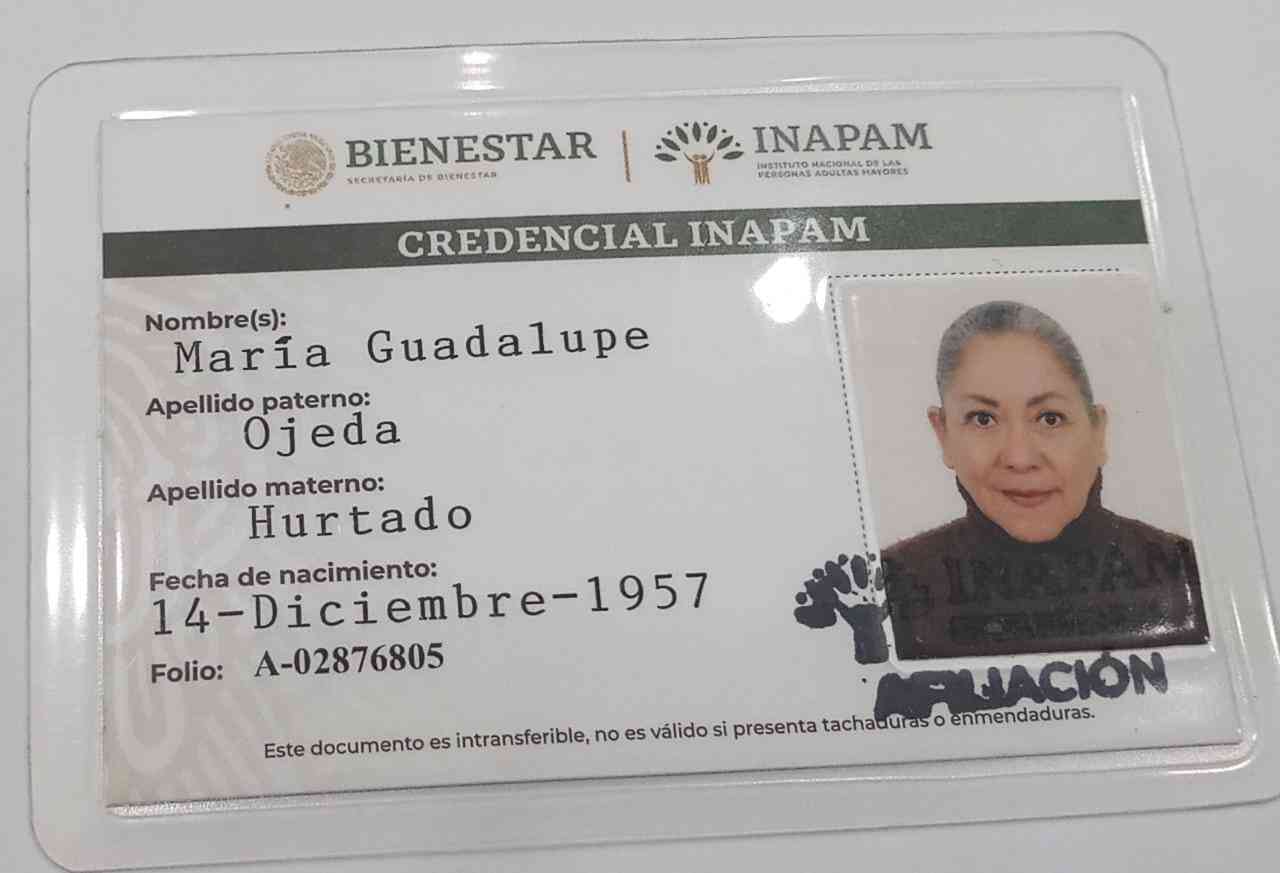 BIENESTAR
SECRETARÍA DE BIENESTAR
INAPAM
INSTITUTO NACIONAL DE LAS
PERSONAS ADULTAS MAYORES
CREDENCIAL INAPAM
Nombre(s):
María Guadalupe
Apellido paterno:
Ojeda
Apellido materno:
Hurtado
Fecha de nacimiento:
14-Diciembre-1957
Folio: A-02876805
INAPAM
AFILIACIÓN
Este documento es intransferible, no es válido si presenta tachaduras o enmendaduras.